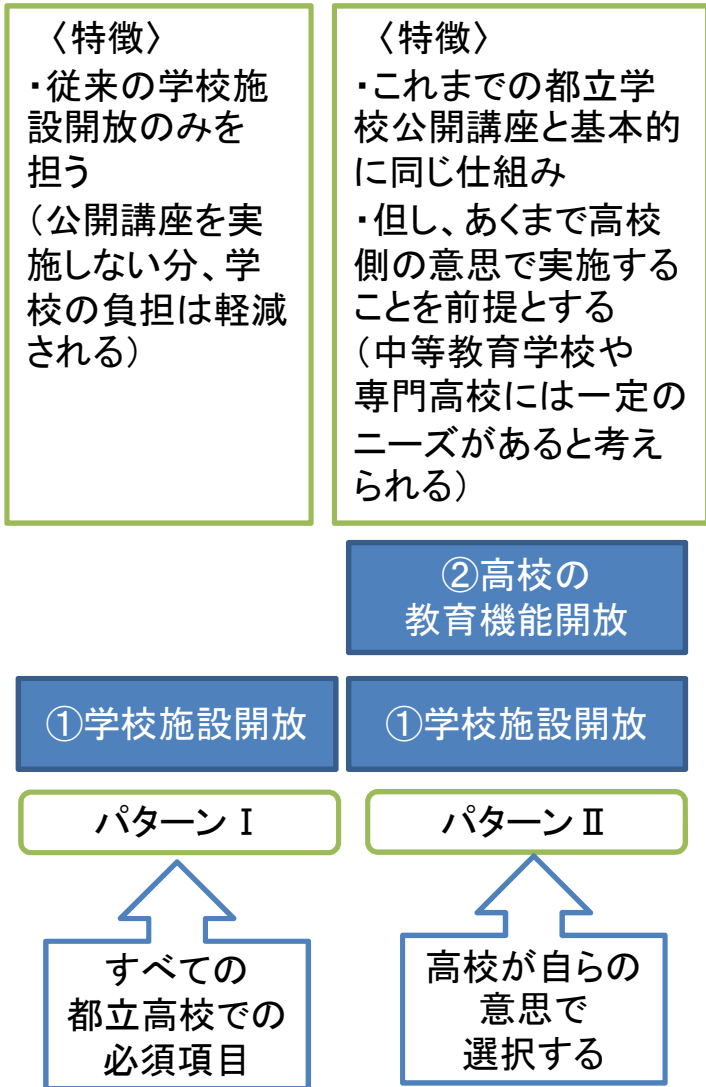 〈特徴〉
・従来の学校施
設開放のみを
担う
（公開講座を実
施しない分、学
校の負担は軽減
される）
〈特徴〉
・これまでの都立学
校公開講座と基本的
に同じ仕組み
・但し、あくまで高校
側の意思で実施する
ことを前提とする
（中等教育学校や
専門高校には一定の
ニーズがあると考え
られる）
②高校の
教育機能開放
①学校施設開放
①学校施設開放
パターンⅠ
パターンⅡ
すべての
都立高校での
必須項目
高校が自らの
意思で
選択する